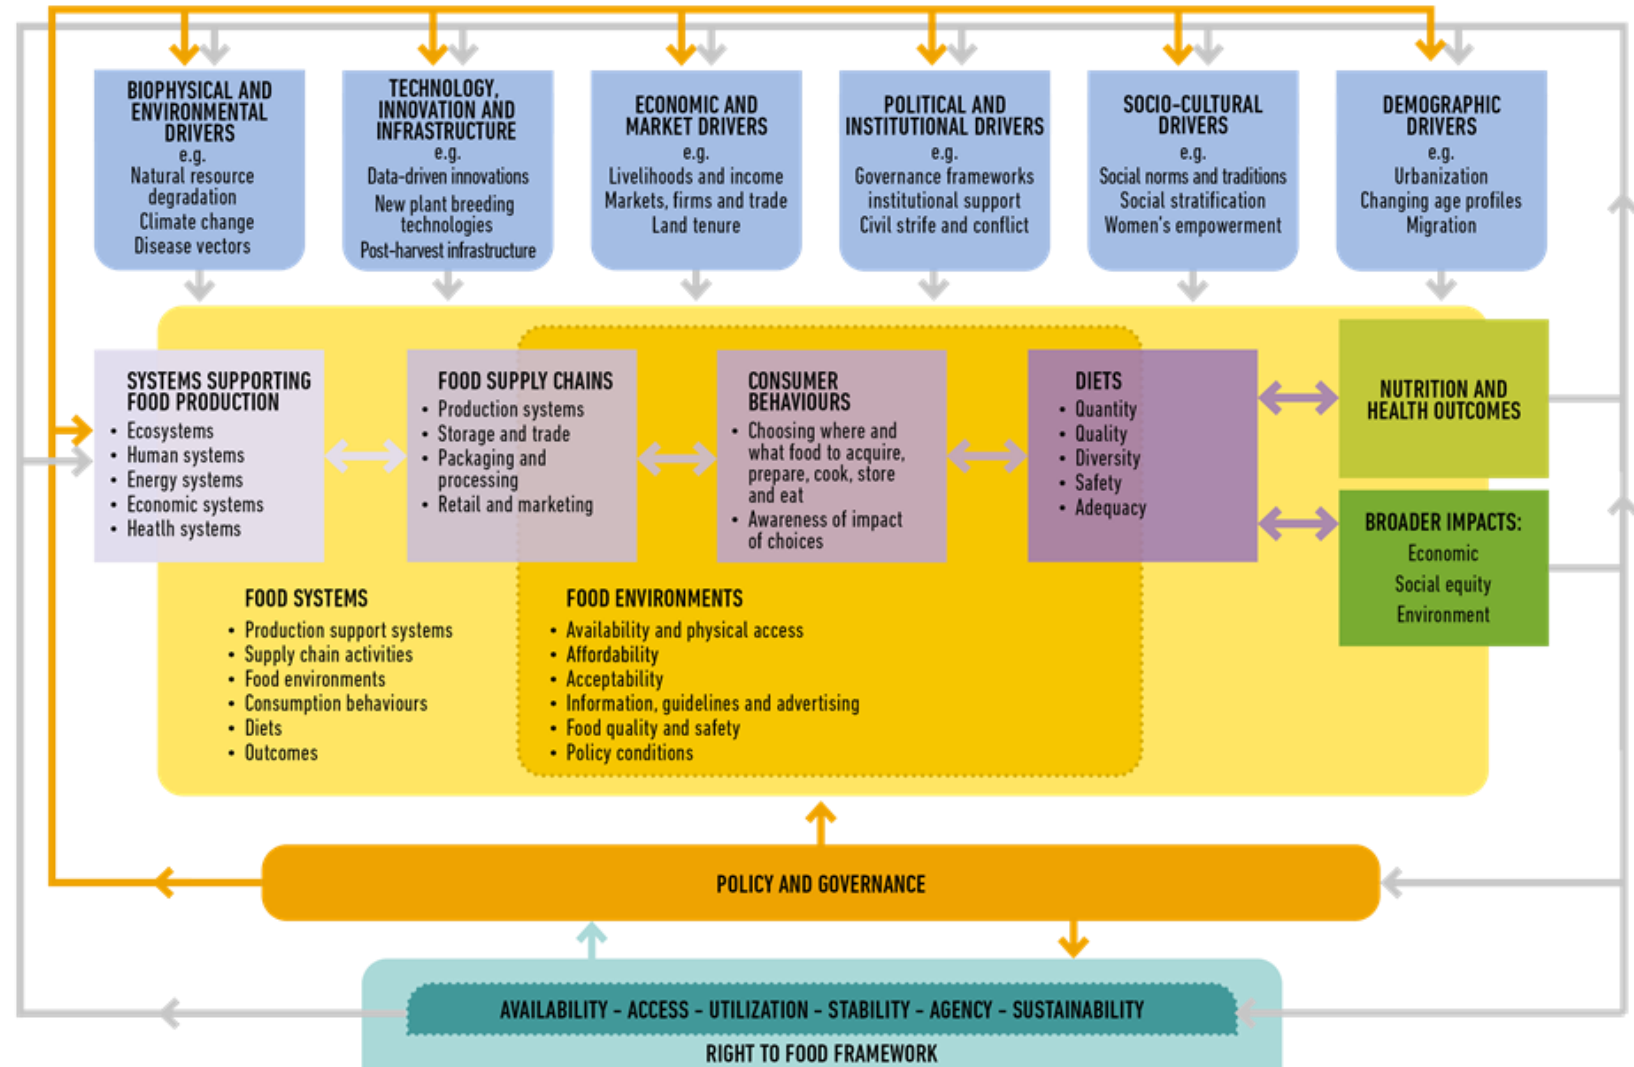 BIOPHYSICAL AND
ENVIRONMENTAL
DRIVERS
e.g.
Natural resource
degradation
Climate change
Disease vectors
TECHNOLOGY,
INNOVATION AND
INFRASTRUCTURE
e.g.
Data-driven innovations
New plant breeding
technologies
Post-harvest infrastructure
ECONOMIC AND
MARKET DRIVERS
e.g.
Livelihoods and income
Markets, firms and trade
Land tenure
POLITICAL AND
INSTITUTIONAL DRIVERS
e.g.
Governance frameworks
institutional support
Civil strife and conflict
SOCIO-CULTURAL
DRIVERS
e.g.
Social norms and traditions
Social stratification
Women's empowerment
DEMOGRAPHIC
DRIVERS
e.g.
Urbanization
Changing age profiles
Migration
SYSTEMS SUPPORTING
FOOD PRODUCTION
• Ecosystems
• Human systems
• Energy systems
• Economic systems
• Heatlh systems
FOOD SUPPLY CHAINS
• Production systems
• Storage and trade
• Packaging and
processing
• Retail and marketing
CONSUMER
BEHAVIOURS
• Choosing where and
what food to acquire,
prepare, cook, store
and eat
• Awareness of impact
of choices
DIETS
• Quantity
• Quality
• Diversity
• Safety
• Adequacy
NUTRITION AND
HEALTH OUTCOMES
BROADER IMPACTS:
Economic
Social equity
Environment
FOOD SYSTEMS
• Production support systems
• Supply chain activities
• Food environments
• Consumption behaviours
• Diets
• Outcomes
FOOD ENVIRONMENTS
• Availability and physical access
• Affordability
• Acceptability
• Information, guidelines and advertising
• Food quality and safety
• Policy conditions
POLICY AND GOVERNANCE
AVAILABILITY - ACCESS - UTILIZATION - STABILITY - AGENCY - SUSTAINABILITY
RIGHT TO FOOD FRAMEWORK